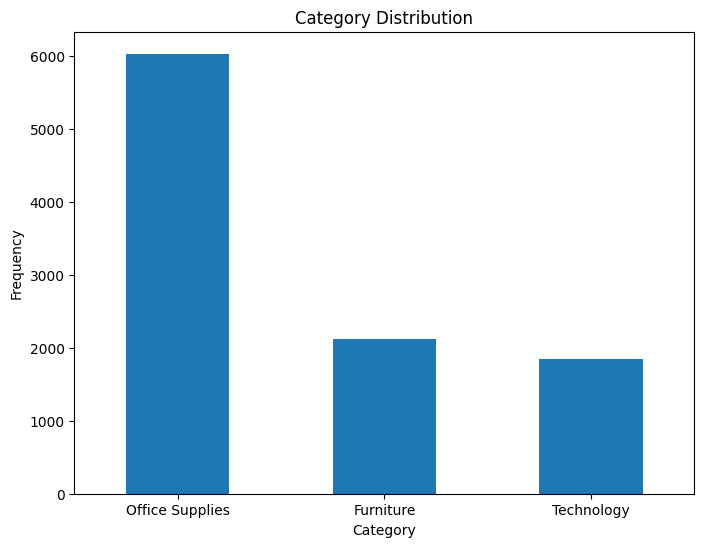 Category Distribution
6000
5000
4000
3000
2000
1000
0
Frequency
Office Supplies
Furniture
Technology
Category